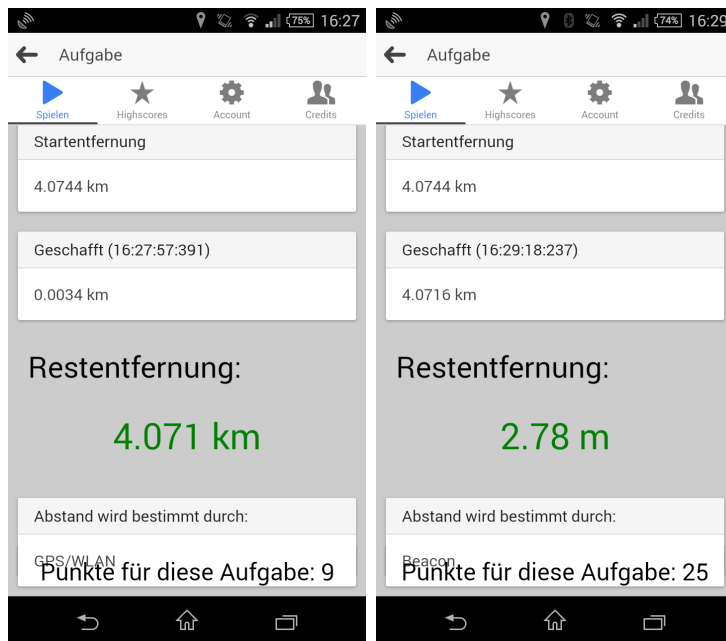 75% 16:27
Aufgabe
Spielen Highscores Account Credits
Startentfernung
4.0744 km
Geschafft (16:27:57:391)
0.0034 km
Restentfernung:
4.071 km
Abstand wird bestimmt durch:
GPS/WLAN
Punkte für diese Aufgabe: 9
74% 16:29
Aufgabe
Spielen Highscores Account Credits
Startentfernung
4.0744 km
Geschafft (16:29:18:237)
4.0716 km
Restentfernung:
2.78 m
Abstand wird bestimmt durch:
Beacon
Punkte für diese Aufgabe: 25